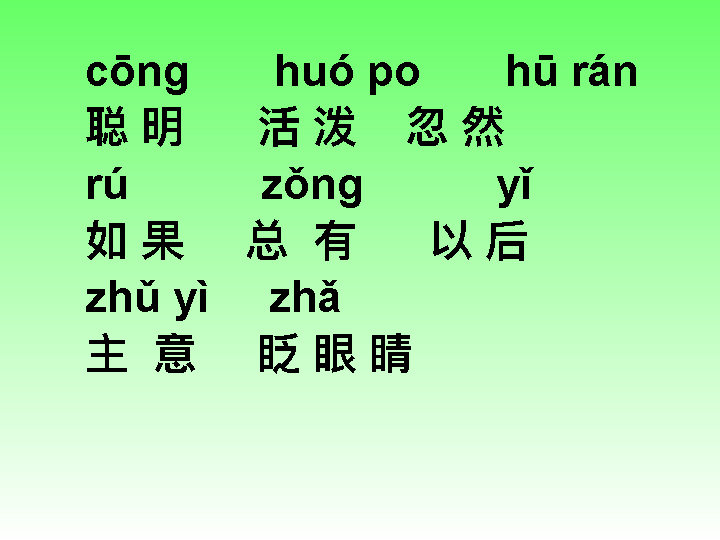 cōng huó po hū rán
聪 明 活 泼 忽 然
rú zǒng yǐ
如 果 总 有 以 后
zhǔ yì zhǎ
主 意 眨 眼 睛